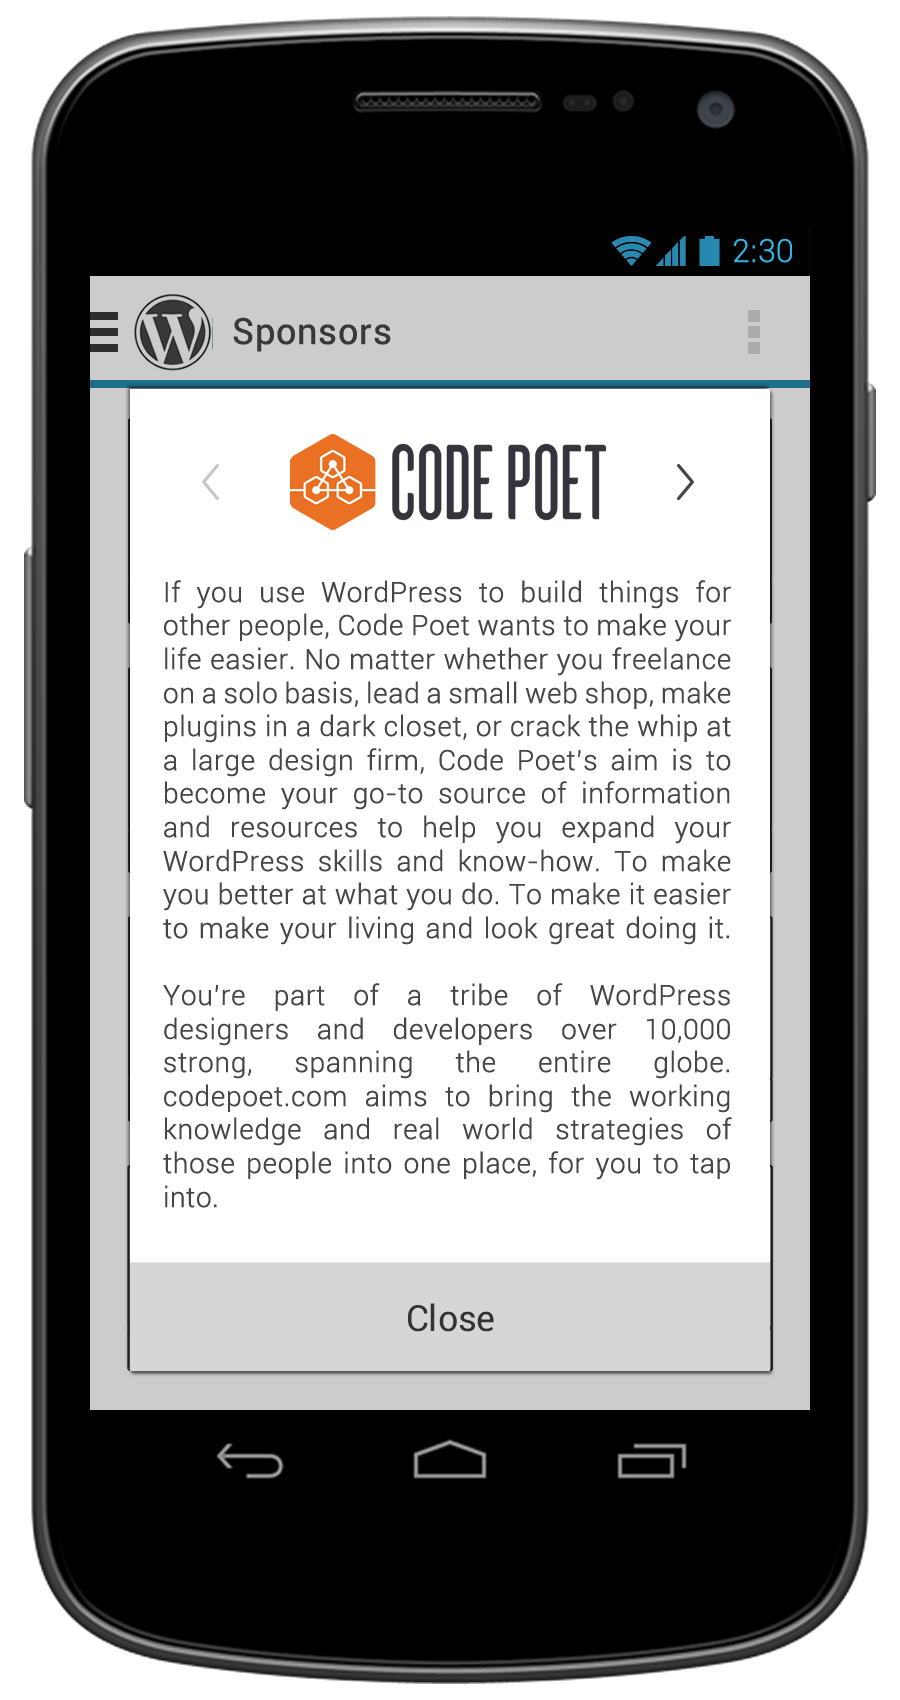 2:30
Sponsors
CODE POET
If you use WordPress to build things for
other people, Code Poet wants to make your
life easier. No matter whether you freelance
on a solo basis, lead a small web shop, make
plugins in a dark closet, or crack the whip at
a large design firm, Code Poet's aim is to
become your go-to source of information
and resources to help you expand your
WordPress skills and know-how. To make
you better at what you do. To make it easier
to make your living and look great doing it.
You're part of a tribe of WordPress
designers and developers over 10,000
strong, spanning the entire globe.
codepoet.com aims to bring the working
knowledge and real world strategies of
those people into one place, for you to tap
into.
Close